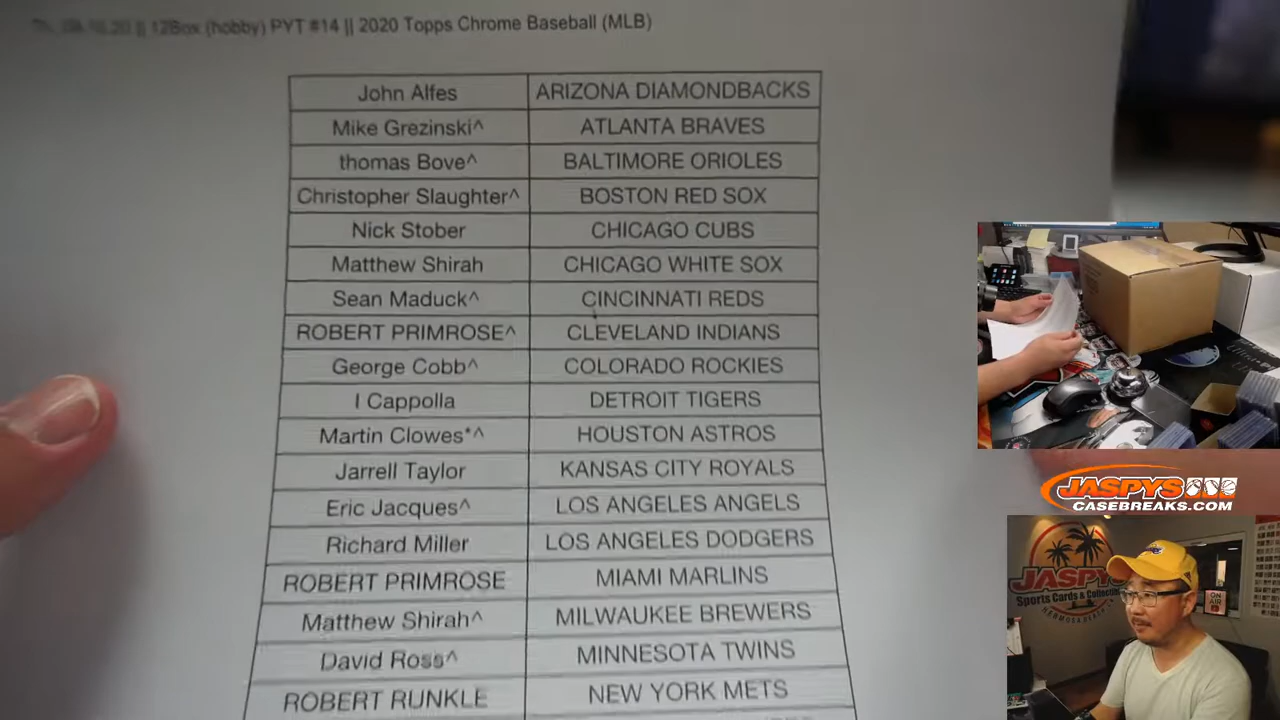 || 12Box (hobby) PYT #14 || 2020 Topps Chrome Baseball (MLB)
John Alfes ARIZONA DIAMONDBACKS
Mike Grezinski^ ATLANTA BRAVES
thomas Bove^ BALTIMORE ORIOLES
Christopher Slaughter^ BOSTON RED SOX
Nick Stober CHICAGO CUBS
Matthew Shirah CHICAGO WHITE SOX
Sean Maduck^ CINCINNATI REDS
ROBERT PRIMROSE^ CLEVELAND INDIANS
George Cobb^ COLORADO ROCKIES
I Cappolla DETROIT TIGERS
Martin Clowes*^ HOUSTON ASTROS
Jarrell Taylor KANSAS CITY ROYALS
Eric Jacques^ LOS ANGELES ANGELS
Richard Miller LOS ANGELES DODGERS
ROBERT PRIMROSE MIAMI MARLINS
Matthew Shirah^ MILWAUKEE BREWERS
David Ross^ MINNESOTA TWINS
ROBERT RUNKLE NEW YORK METS
JASPYS
CASEBREAKS.COM
JASPYS
Sports Cards &
HERMOSA BEACH
ON AIR